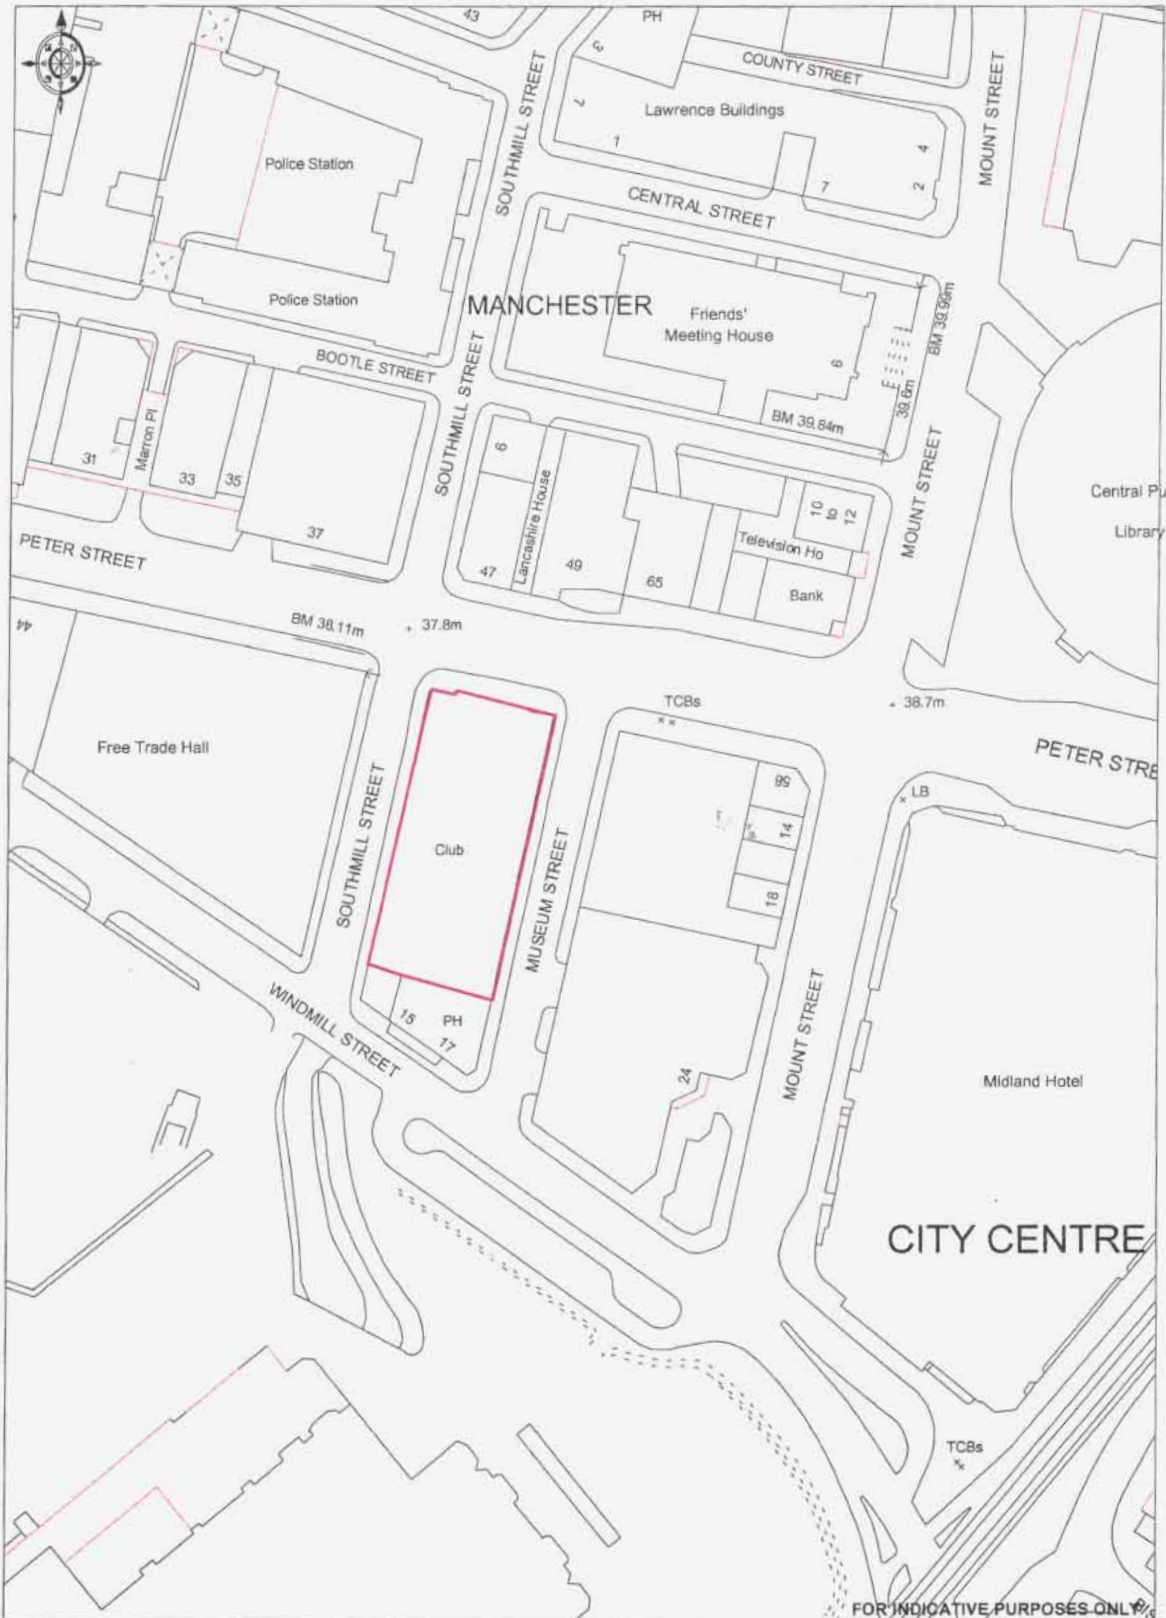 43
PH
3
COUNTY STREET
SOUTHMILL STREET
MOUNT STREET
7
Lawrence Buildings
1
4
Police Station
7
2
CENTRAL STREET
Police Station
MANCHESTER
Friends'
Meeting House
BM 39.99m
BOOTLE STREET
6
39.6m
SOUTHMILL STREET
BM 39.84m
MOUNT STREET
Marron Pl
6
31
33
35
Lancashire House
10
to
12
Central Pu
Library
37
Television Ho
PETER STREET
47
49
65
Bank
44
BM 38.11m
37.8m
TCBs
38.7m
Free Trade Hall
PETER STRE
58
LB
SOUTHMILL STREET
14
Club
MUSEUM STREET
18
WINDMILL STREET
15
PH
17
MOUNT STREET
24
Midland Hotel
CITY CENTRE
TCBs
FOR INDICATIVE PURPOSES ONLY